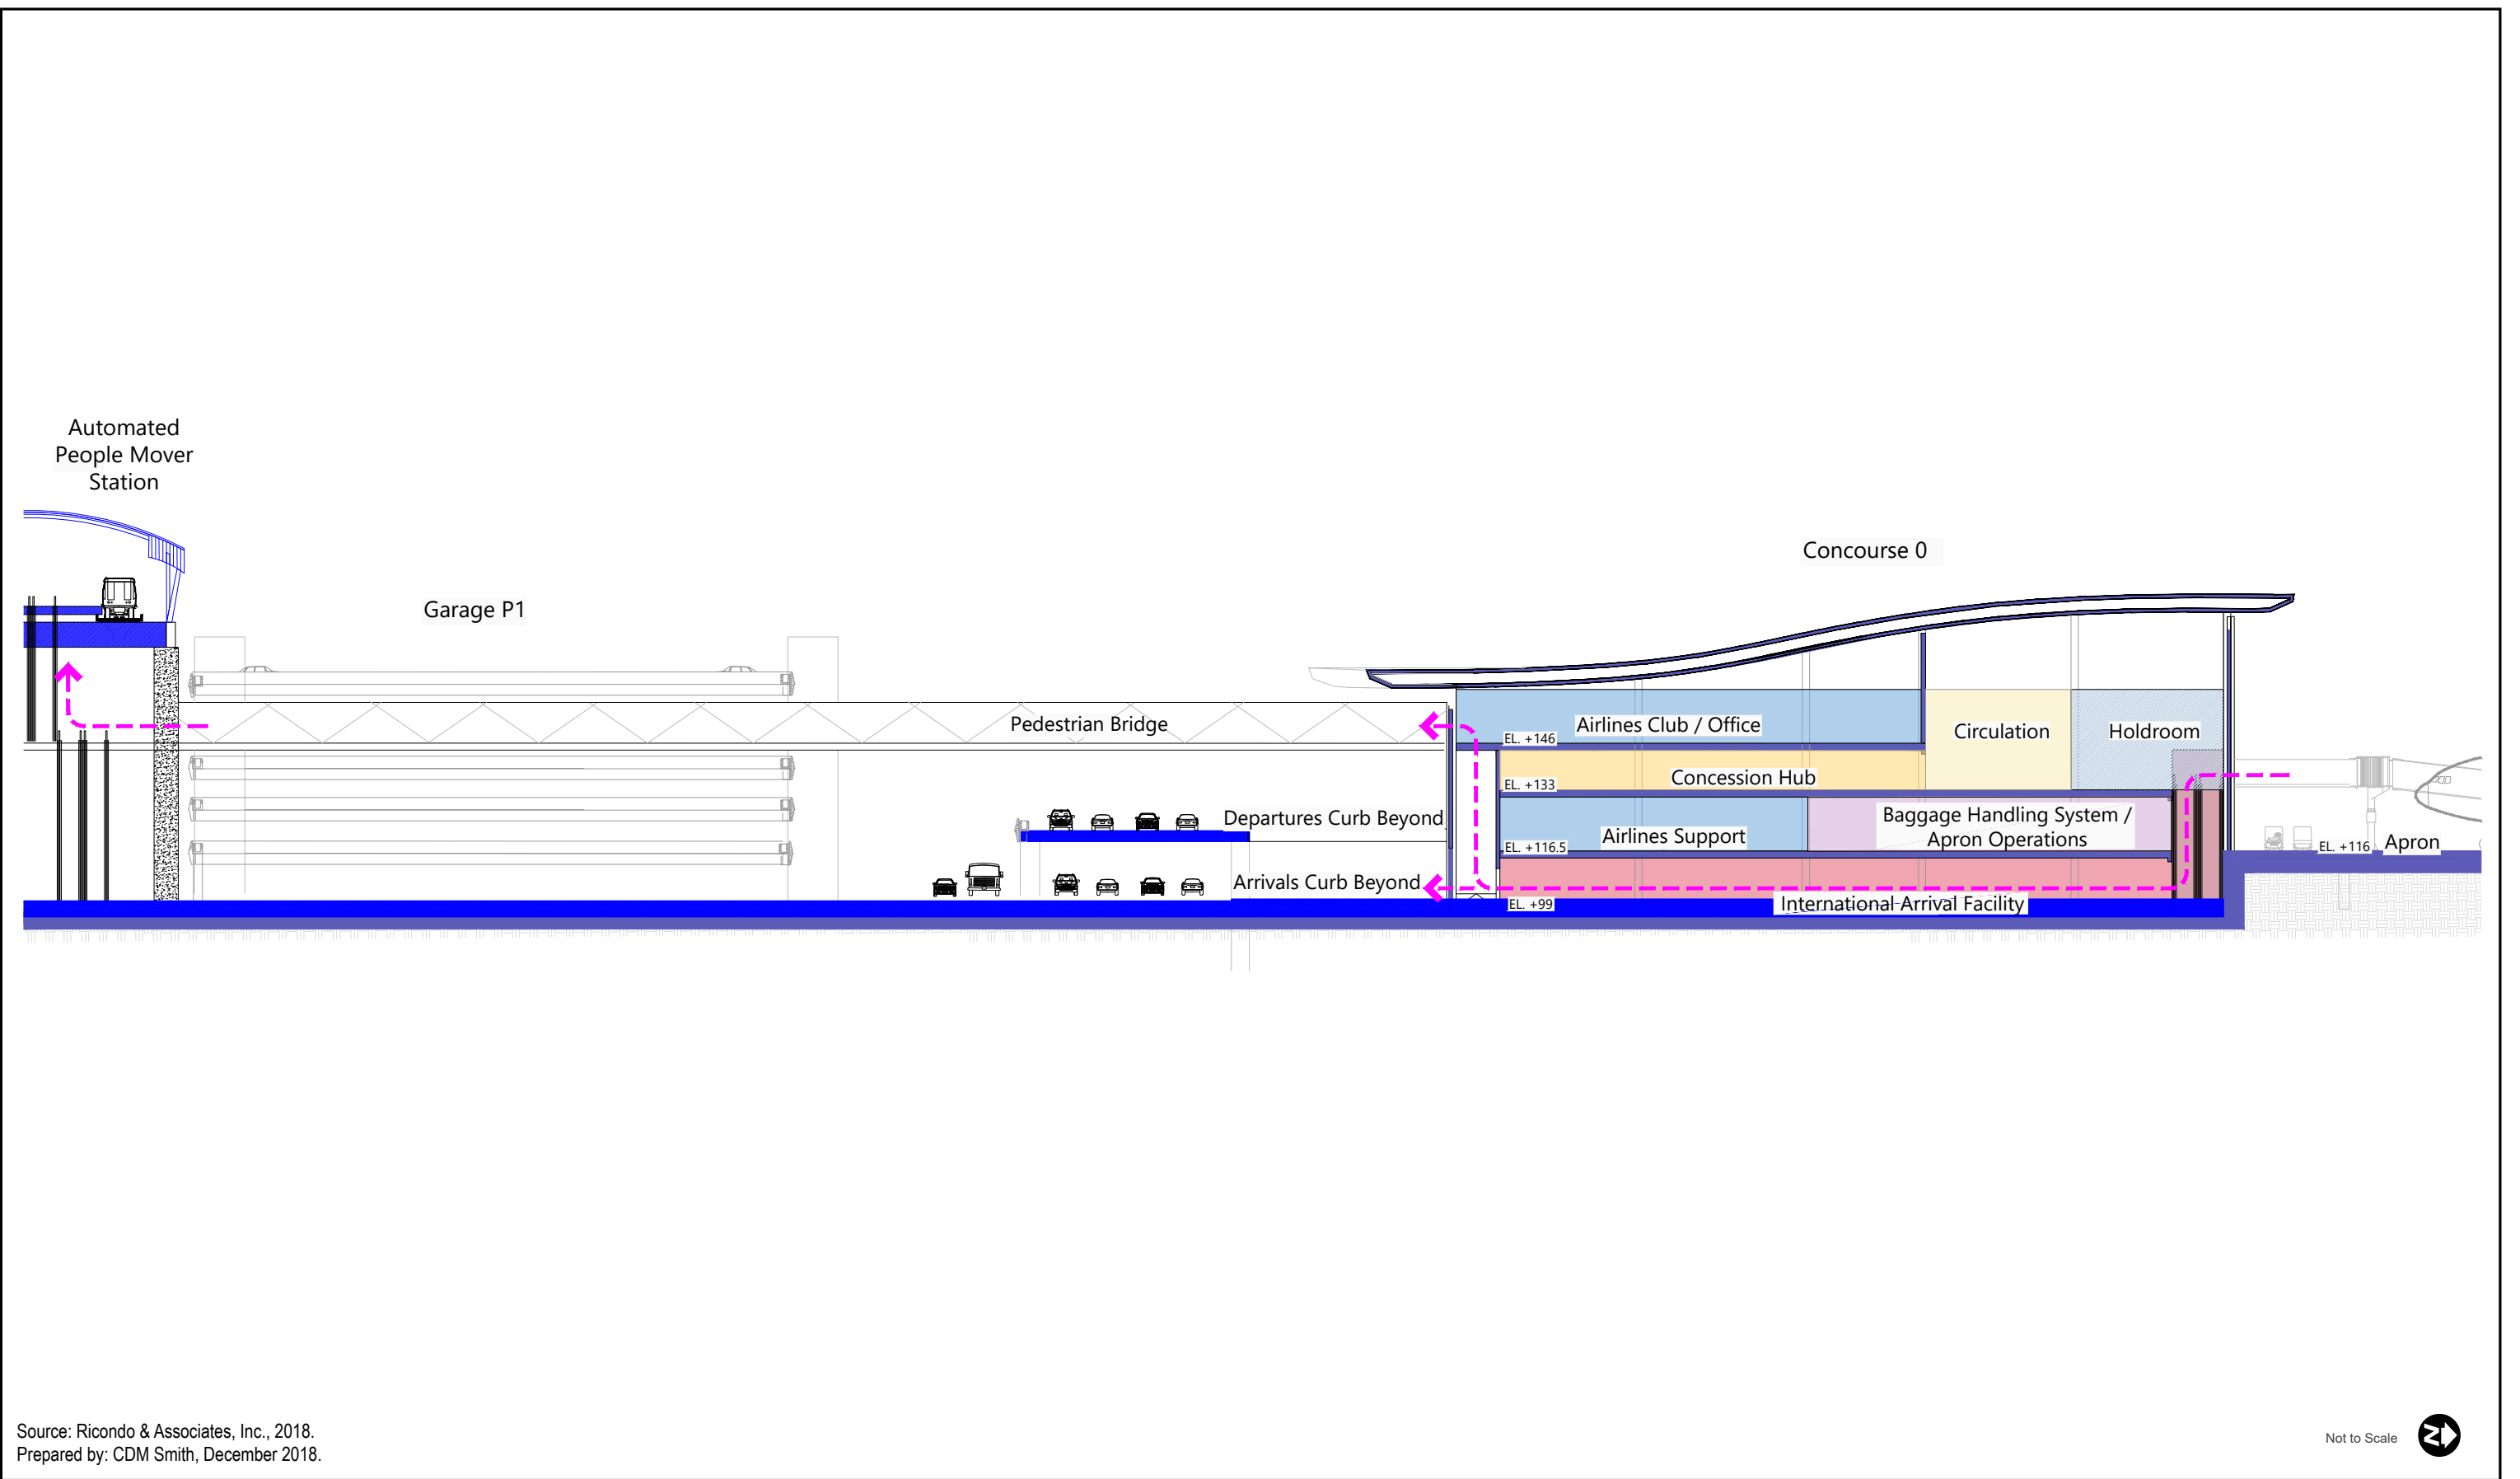 Automated
People Mover
Station
Garage P1
Concourse 0
Pedestrian Bridge
Airlines Club / Office
EL. +146
Circulation
Holdroom
Concession Hub
EL. +133
Departures Curb Beyond
Airlines Support
Baggage Handling System /
Apron Operations
EL. +116.5
EL. +116
Apron
Arrivals Curb Beyond
EL. +99
International Arrival Facility
Source: Ricondo & Associates, Inc., 2018.
Prepared by: CDM Smith, December 2018.
Not to Scale
N